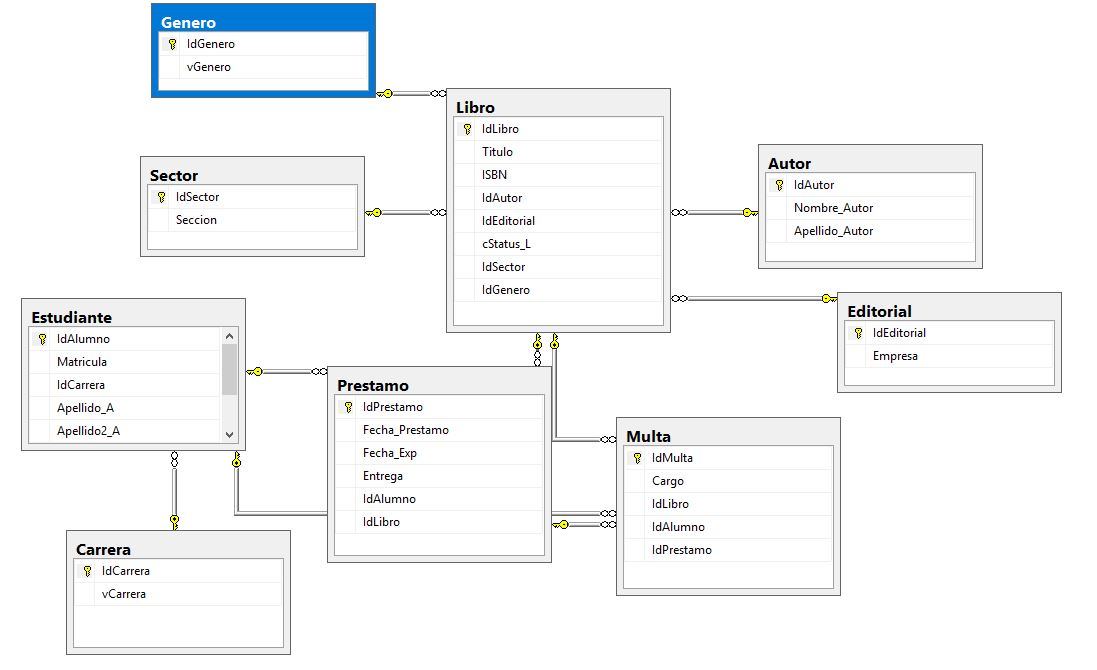 Genero
IdGenero
vGenero
Libro
IdLibro
Titulo
ISBN
IdAutor
IdEditorial
cStatus_L
IdSector
IdGenero
Sector
IdSector
Seccion
Autor
IdAutor
Nombre_Autor
Apellido_Autor
Editorial
IdEditorial
Empresa
Estudiante
IdAlumno
Matricula
IdCarrera
Apellido_A
Apellido2_A
Prestamo
IdPrestamo
Fecha_Prestamo
Fecha_Exp
Entrega
IdAlumno
IdLibro
Multa
IdMulta
Cargo
IdLibro
IdAlumno
IdPrestamo
Carrera
IdCarrera
vCarrera